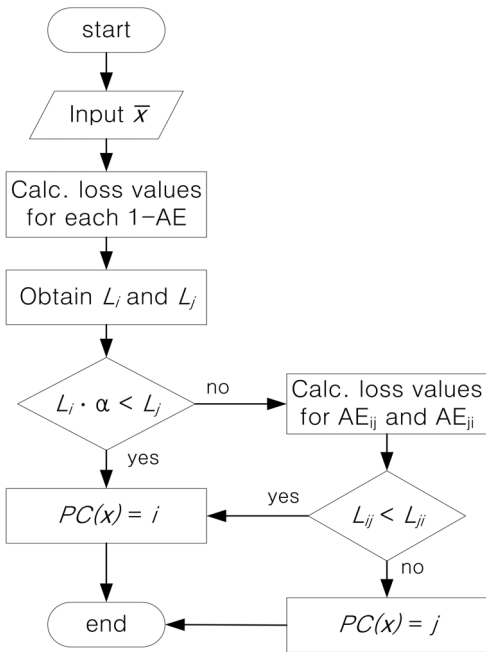 start
Input x̅
Calc. loss values
for each 1-AE
Obtain Lᵢ and Lⱼ
Lᵢ · α < Lⱼ
no
yes
Calc. loss values
for AEᵢⱼ and AEⱼᵢ
Lᵢⱼ < Lⱼᵢ
yes
no
PC(x) = i
PC(x) = j
end